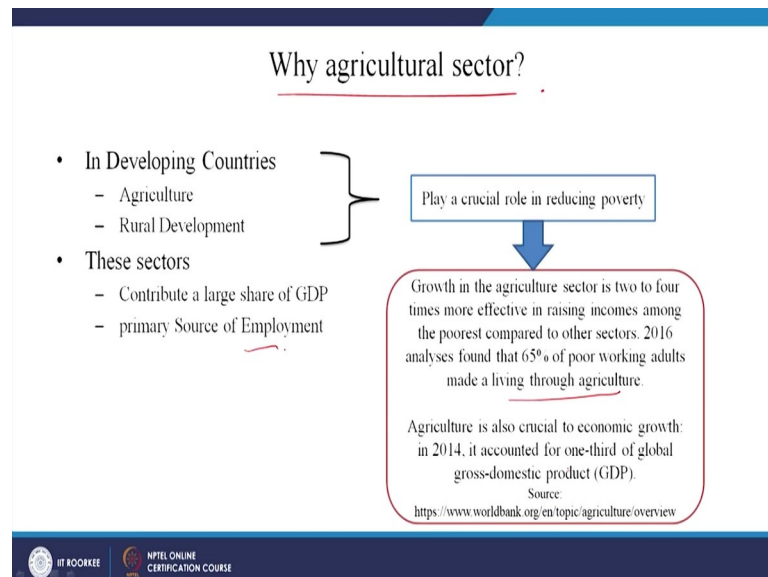 Why agricultural sector?
• In Developing Countries
– Agriculture
– Rural Development
• These sectors
– Contribute a large share of GDP
– primary Source of Employment
Play a crucial role in reducing poverty
Growth in the agriculture sector is two to four
times more effective in raising incomes among
the poorest compared to other sectors. 2016
analyses found that 65% of poor working adults
made a living through agriculture.
Agriculture is also crucial to economic growth:
in 2014, it accounted for one-third of global
gross-domestic product (GDP).
Source:
https://www.worldbank.org/en/topic/agriculture/overview
IIT ROORKEE
NPTEL ONLINE
CERTIFICATION COURSE